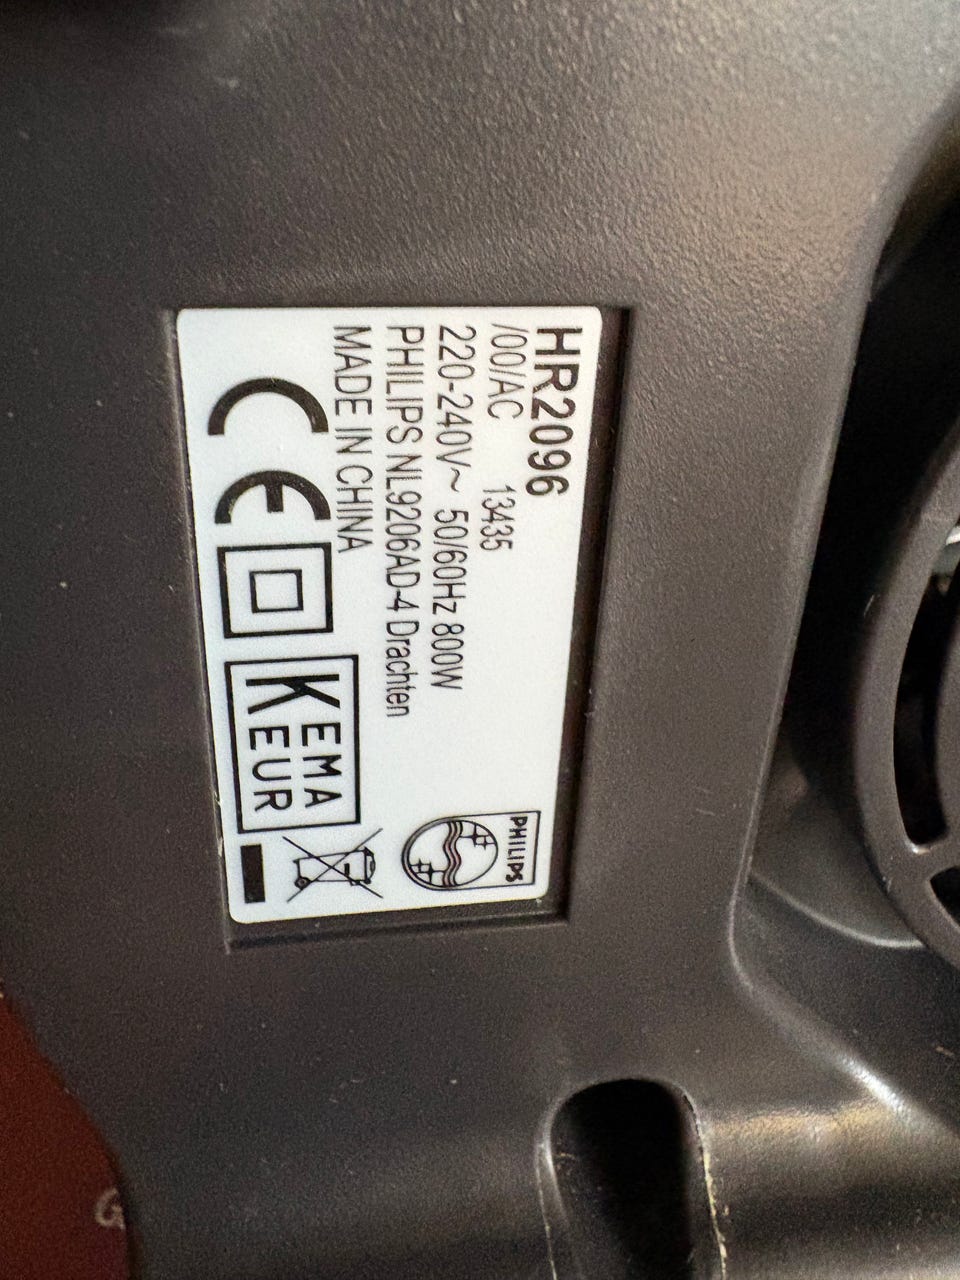 HR2096
/00/AC 13435
220-240V~ 50/60Hz 800W
PHILIPS NL9206AD-4 Drachten
MADE IN CHINA
CE
KEMA
KEUR
PHILIPS
G